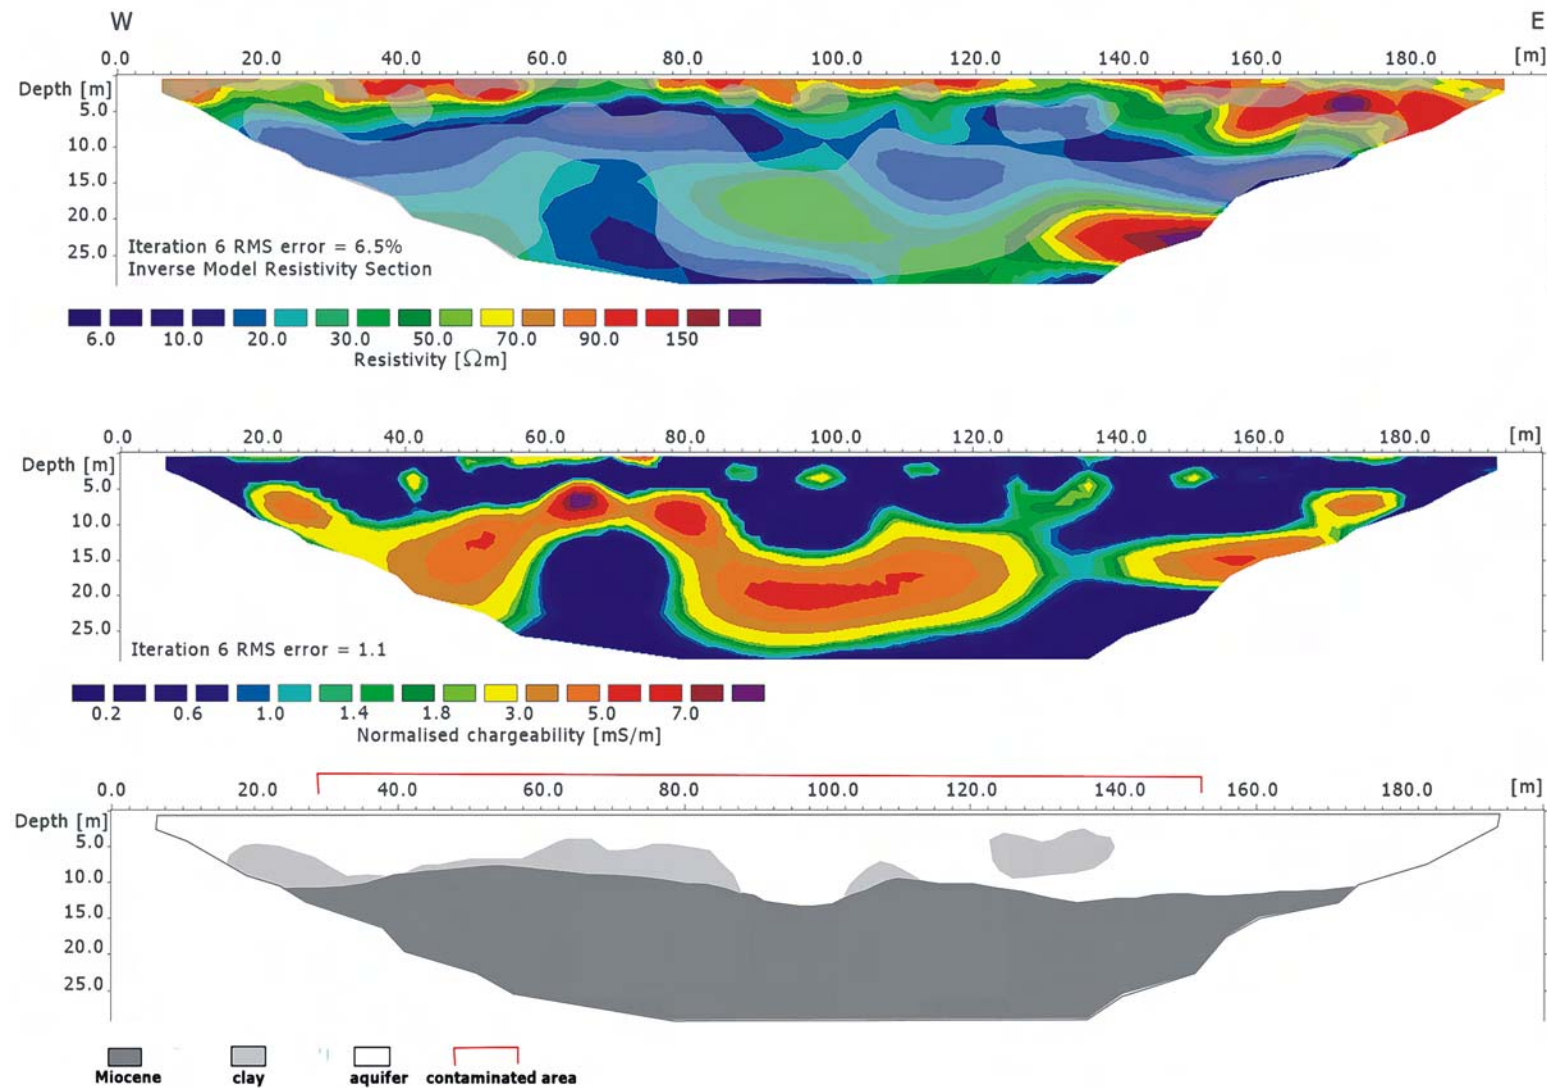 W E
0.0 20.0 40.0 60.0 80.0 100.0 120.0 140.0 160.0 180.0 [m]
Depth [m]
5.0
10.0
15.0
20.0
25.0
Iteration 6 RMS error = 6.5%
Inverse Model Resistivity Section
6.0 10.0 20.0 30.0 50.0 70.0 90.0 150
Resistivity [Ωm]
0.0 20.0 40.0 60.0 80.0 100.0 120.0 140.0 160.0 180.0 [m]
Depth [m]
5.0
10.0
15.0
20.0
25.0
Iteration 6 RMS error = 1.1
0.2 0.6 1.0 1.4 1.8 3.0 5.0 7.0
Normalised chargeability [mS/m]
0.0 20.0 40.0 60.0 80.0 100.0 120.0 140.0 160.0 180.0 [m]
Depth [m]
5.0
10.0
15.0
20.0
25.0
Miocene clay aquifer contaminated area